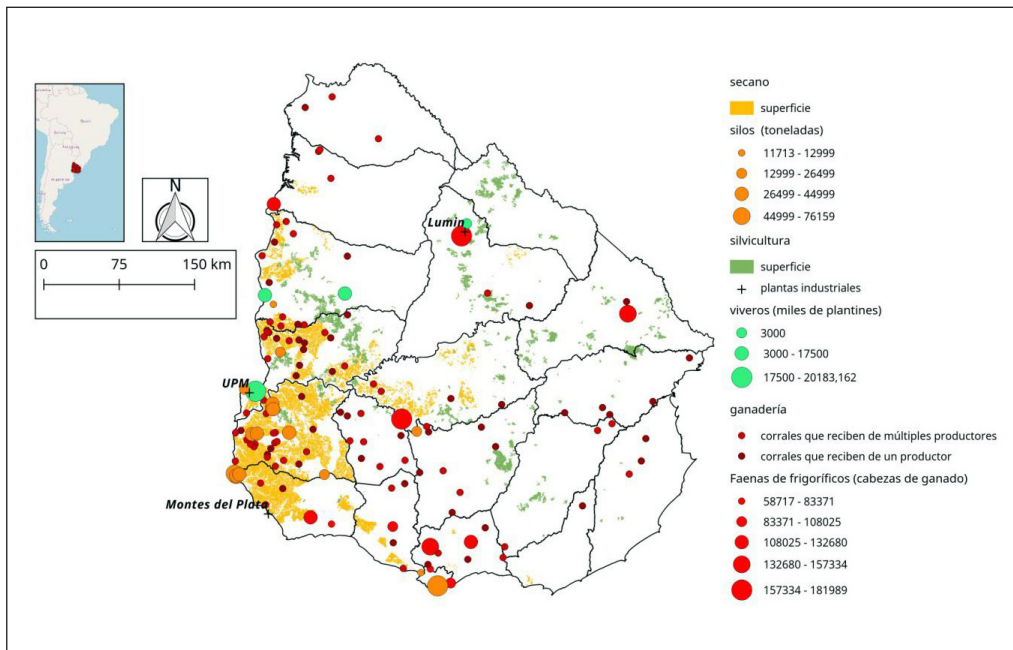 N
0 75 150 km
Lumin
UPM
Montes del Plata
secano
superficie
silos (toneladas)
11713 - 12999
12999 - 26499
26499 - 44999
44999 - 76159
silvicultura
superficie
plantas industriales
viveros (miles de plantines)
3000
3000 - 17500
17500 - 20183,162
ganadería
corrales que reciben de múltiples productores
corrales que reciben de un productor
Faenas de frigoríficos (cabezas de ganado)
58717 - 83371
83371 - 108025
108025 - 132680
132680 - 157334
157334 - 181989